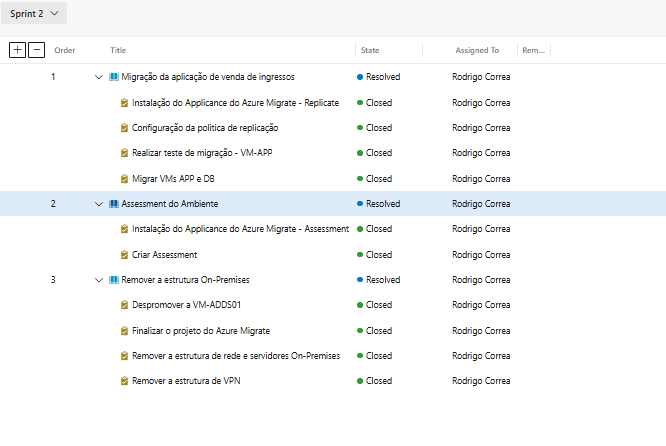 Sprint 2
Order Title State Assigned To Rem...
1 Migração da aplicação de venda de ingressos Resolved Rodrigo Correa
Instalação do Applicance do Azure Migrate - Replicate Closed Rodrigo Correa
Configuração da politica de replicação Closed Rodrigo Correa
Realizar teste de migração - VM-APP Closed Rodrigo Correa
Migrar VMs APP e DB Closed Rodrigo Correa
2 Assessment do Ambiente Resolved Rodrigo Correa
Instalação do Applicance do Azure Migrate - Assessment Closed Rodrigo Correa
Criar Assessment Closed Rodrigo Correa
3 Remover a estrutura On-Premises Resolved Rodrigo Correa
Despromover a VM-ADDS01 Closed Rodrigo Correa
Finalizar o projeto do Azure Migrate Closed Rodrigo Correa
Remover a estrutura de rede e servidores On-Premises Closed Rodrigo Correa
Remover a estrutura de VPN Closed Rodrigo Correa